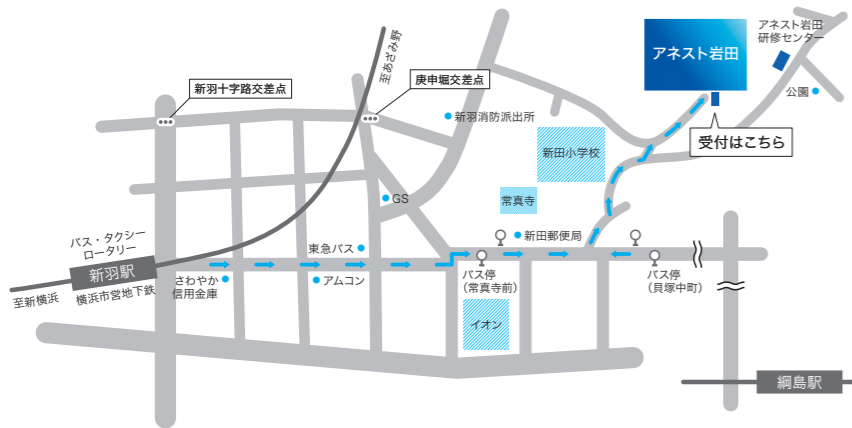 至あざみ野
新羽十字路交差点
庚申堀交差点
新羽消防派出所
アネスト岩田
アネスト岩田
研修センター
公園
受付はこちら
新田小学校
常真寺
GS
新田郵便局
バス・タクシー
ロータリー
新羽駅
至新横浜
横浜市営地下鉄
さわやか
信用金庫
東急バス
アムコン
バス停
（常真寺前）
バス停
（貝塚中町）
イオン
綱島駅